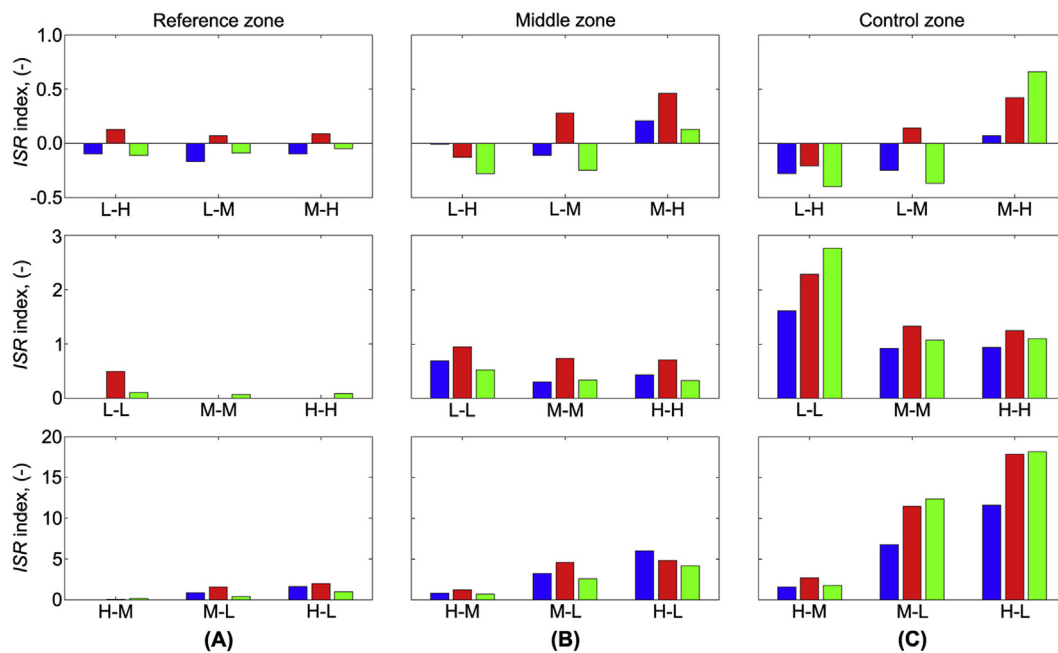 Reference zone Middle zone Control zone
1.0
0.5
0.0
-0.5
ISR index, (-)
L-H L-M M-H L-H L-M M-H L-H L-M M-H
3
2
1
0
ISR index, (-)
L-L M-M H-H L-L M-M H-H L-L M-M H-H
20
15
10
5
0
ISR index, (-)
H-M M-L H-L H-M M-L H-L H-M M-L H-L
(A) (B) (C)